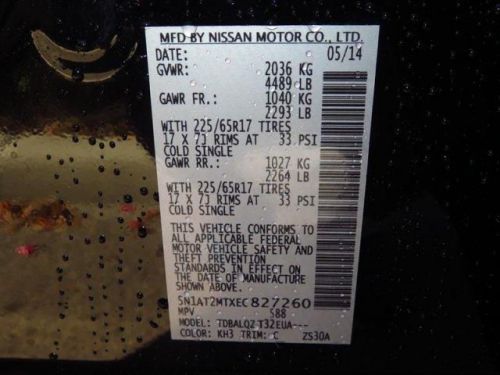 MFD BY NISSAN MOTOR CO., LTD.
DATE: 05/14
GVWR: 2036 KG
4489 LB
GAWR FR.: 1040 KG
2293 LB
WITH 225/65R17 TIRES
17 X 7J RIMS AT 33 PSI
COLD SINGLE
GAWR RR.: 1027 KG
2264 LB
WITH 225/65R17 TIRES
17 X 7J RIMS AT 33 PSI
COLD SINGLE
THIS VEHICLE CONFORMS TO
ALL APPLICABLE FEDERAL
MOTOR VEHICLE SAFETY
AND THEFT PREVENTION
STANDARDS IN EFFECT ON
THE DATE OF MANUFACTURE
SHOWN ABOVE.
5N1AT2MTXEC827260
MPV S88
MODEL: TDBALQZ T32EUA---
COLOR: KH3 TRIM: C ZS30A